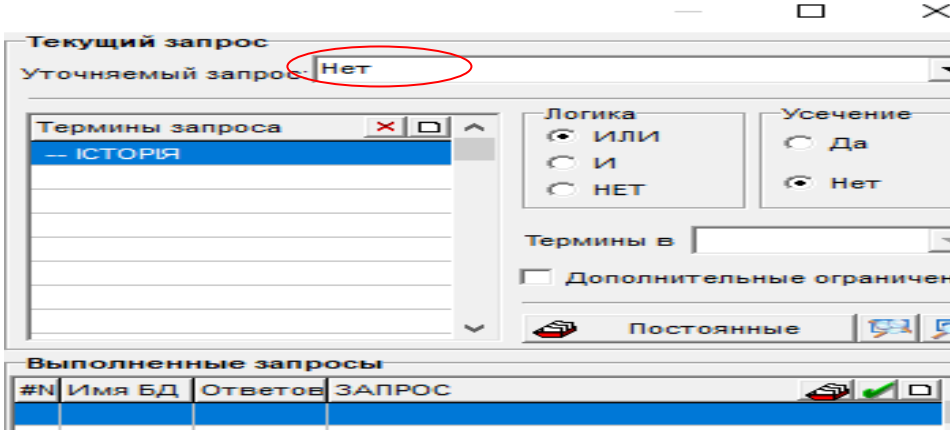 Текущий запрос
Уточняемый запрос: Нет
Термины запроса
-- ІСТОРІЯ
Логика
ИЛИ
И
НЕТ
Усечение
Да
Нет
Термины в
Дополнительные ограничен
Постоянные
Выполненные запросы
#N Имя БД Ответов ЗАПРОС